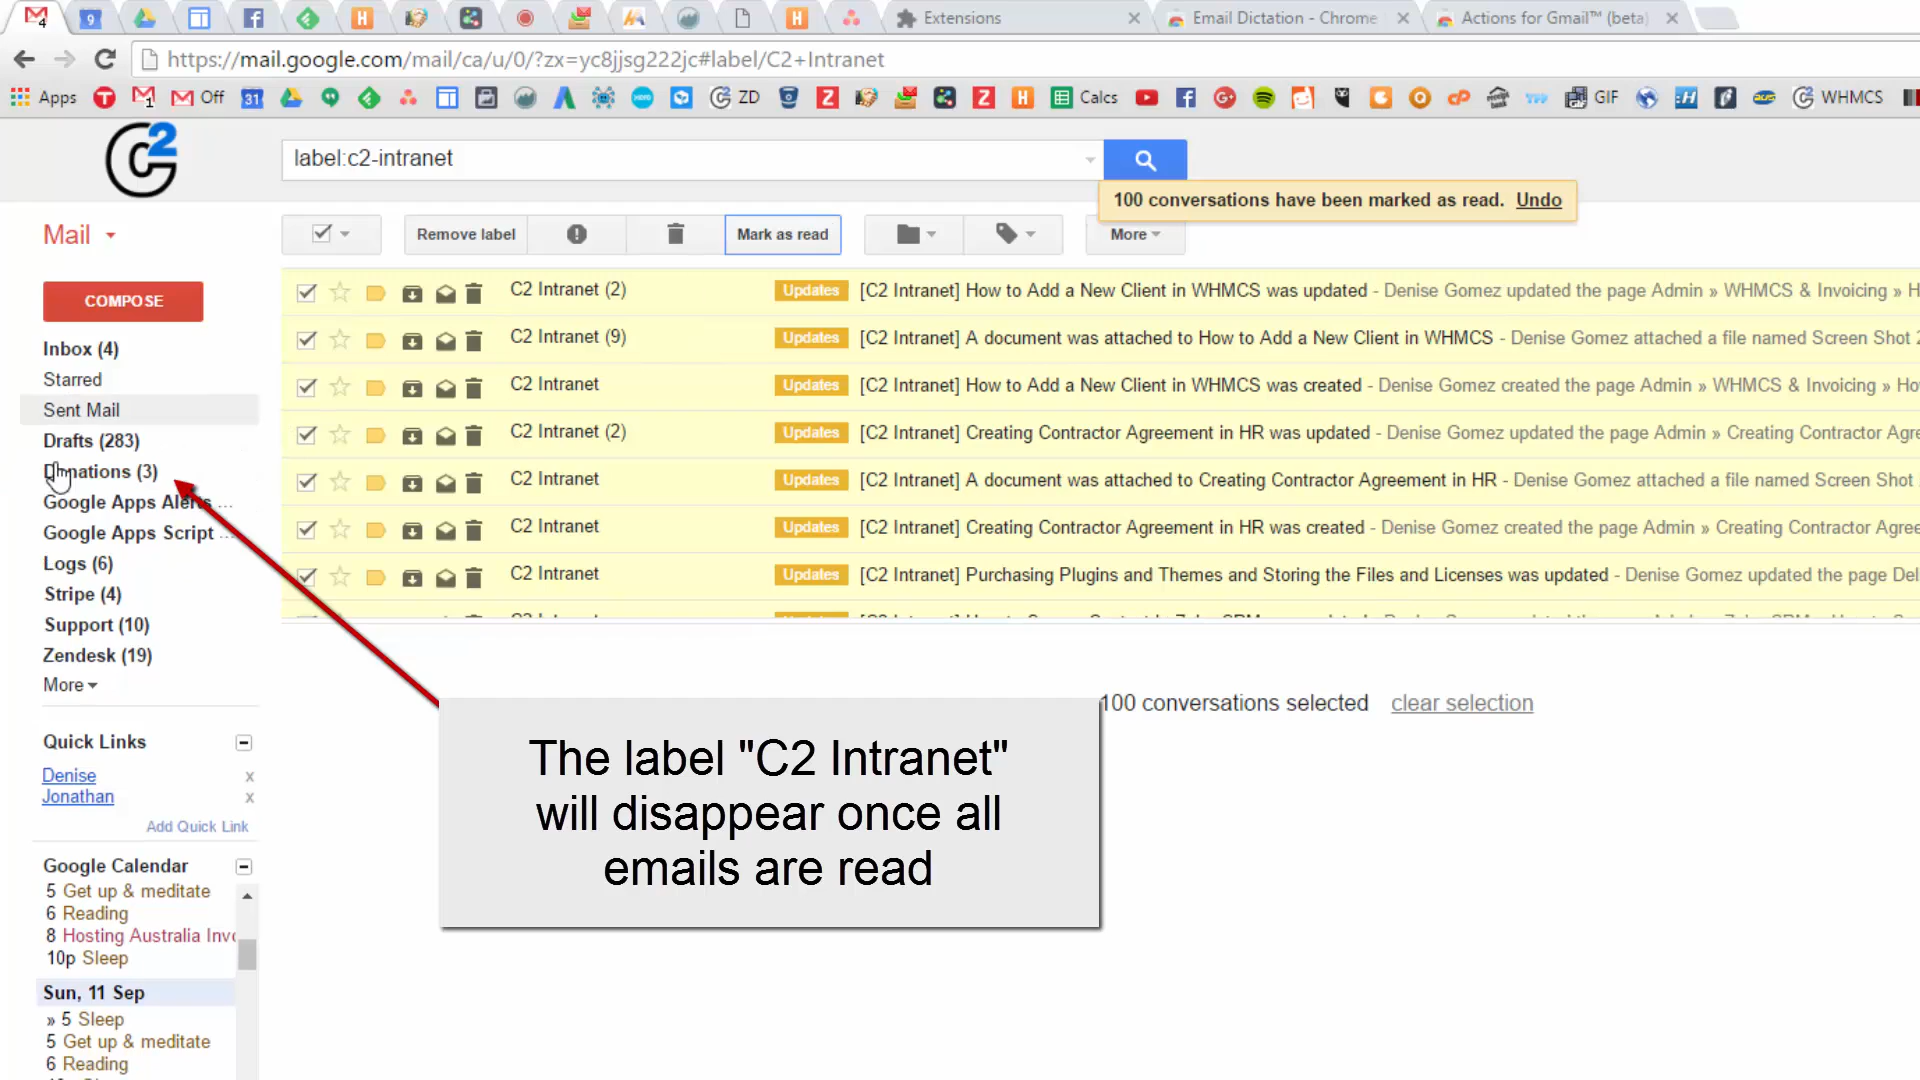 Extensions
Email Dictation - Chrome
Actions for Gmail™ (beta)
https://mail.google.com/mail/ca/u/0/?zx=yc8jjsg222jc#label/C2+Intranet
Apps
Off
31
ZD
Calcs
GIF
WHMCS
C2
label:c2-intranet
100 conversations have been marked as read. Undo
Mail
Remove label
Mark as read
More
COMPOSE
Inbox (4)
Starred
Sent Mail
Drafts (283)
Donations (3)
Google Apps Alerts ...
Google Apps Script ...
Logs (6)
Stripe (4)
Support (10)
Zendesk (19)
More
C2 Intranet (2) Updates [C2 Intranet] How to Add a New Client in WHMCS was updated - Denise Gomez updated the page Admin » WHMCS & Invoicing » H
C2 Intranet (9) Updates [C2 Intranet] A document was attached to How to Add a New Client in WHMCS - Denise Gomez attached a file named Screen Shot 2
C2 Intranet Updates [C2 Intranet] How to Add a New Client in WHMCS was created - Denise Gomez created the page Admin » WHMCS & Invoicing » Ho
C2 Intranet (2) Updates [C2 Intranet] Creating Contractor Agreement in HR was updated - Denise Gomez updated the page Admin » Creating Contractor Agre
C2 Intranet Updates [C2 Intranet] A document was attached to Creating Contractor Agreement in HR - Denise Gomez attached a file named Screen Shot
C2 Intranet Updates [C2 Intranet] Creating Contractor Agreement in HR was created - Denise Gomez created the page Admin » Creating Contractor Agree
C2 Intranet Updates [C2 Intranet] Purchasing Plugins and Themes and Storing the Files and Licenses was updated - Denise Gomez updated the page Del
100 conversations selected clear selection
The label "C2 Intranet"
will disappear once all
emails are read
Quick Links
Denise x
Jonathan x
Add Quick Link
Google Calendar
5 Get up & meditate
6 Reading
8 Hosting Australia Invo
10p Sleep
Sun, 11 Sep
» 5 Sleep
5 Get up & meditate
6 Reading